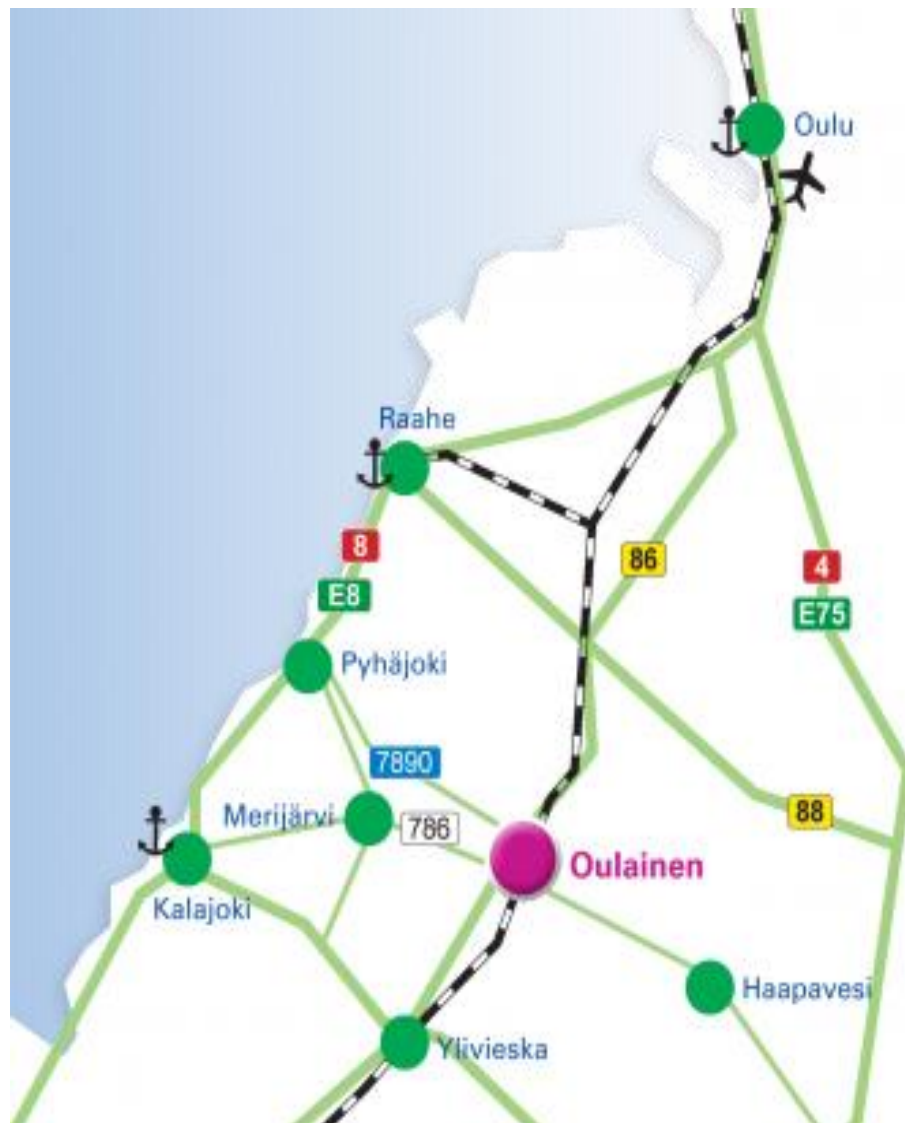 Oulu
Raahe
8
86
4
E8
E75
Pyhäjoki
7890
Merijärvi
786
88
Oulainen
Kalajoki
Haapavesi
Ylivieska